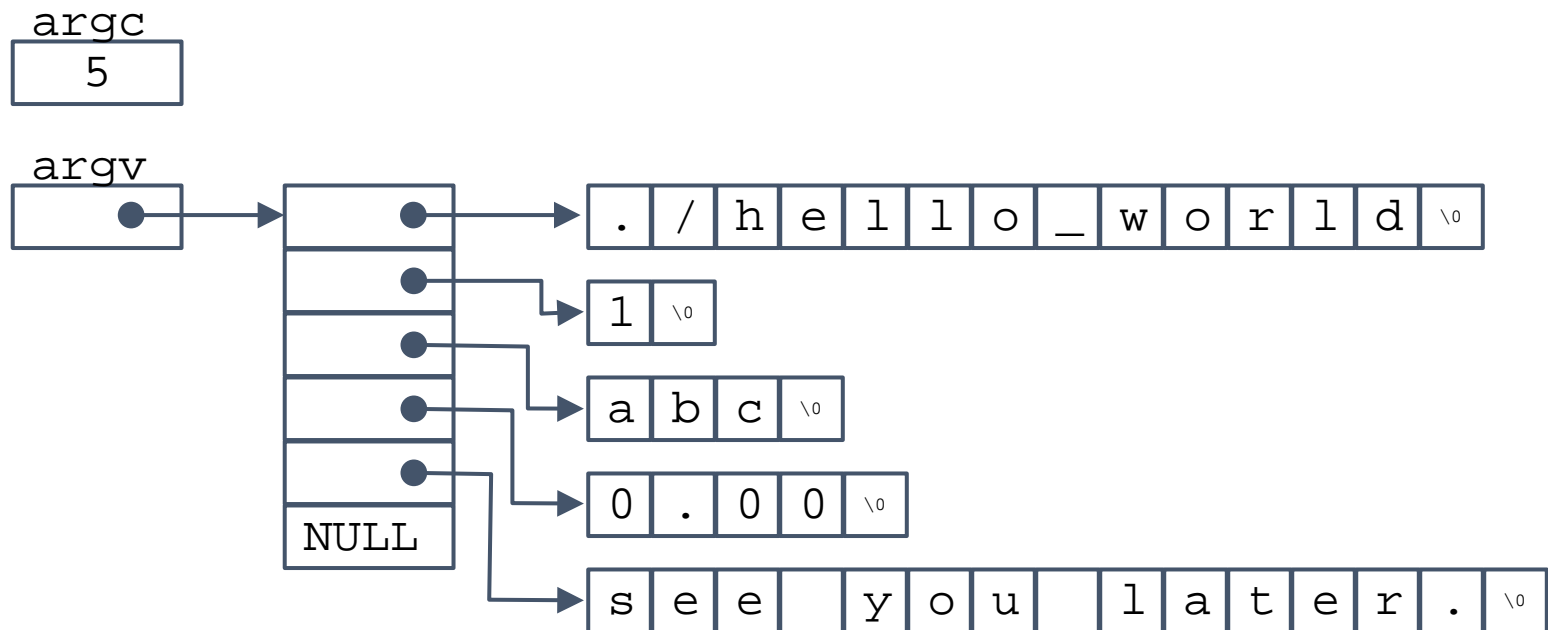 argc
5
argv
./hello_world\0
1\0
abc\0
0.00\0
NULL
see you later.\0